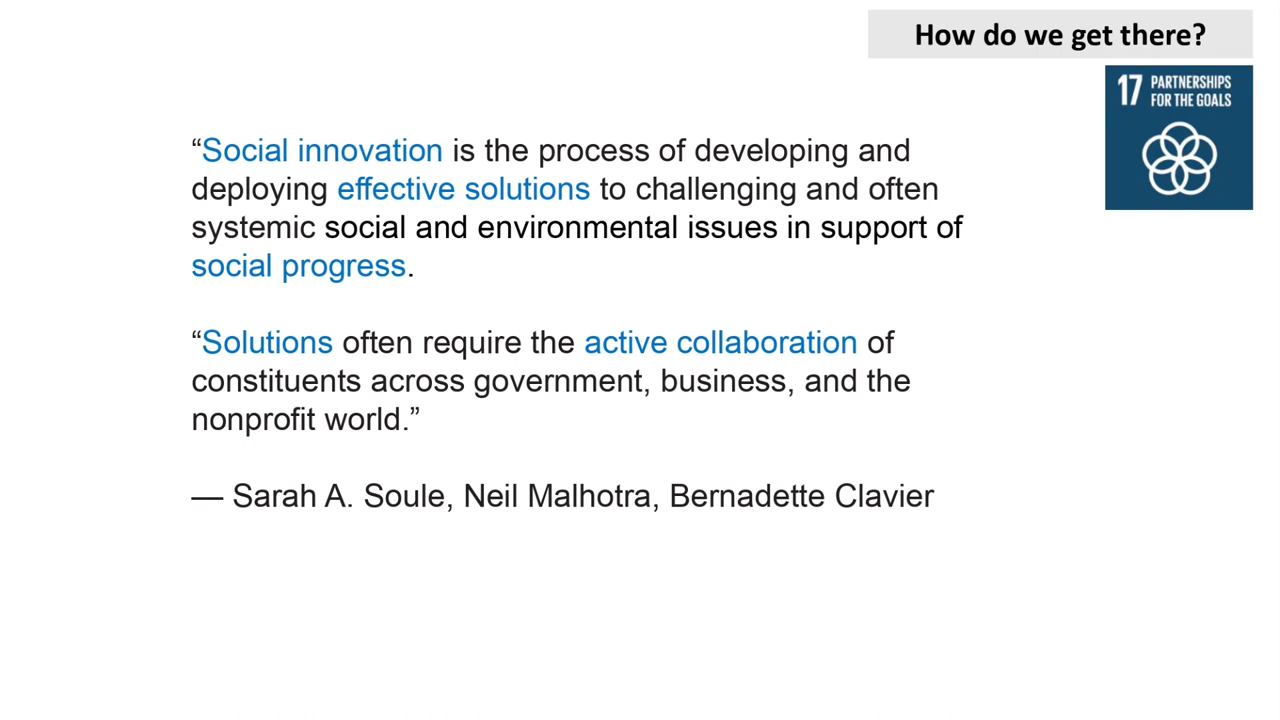 How do we get there?
17 PARTNERSHIPS
FOR THE GOALS
“Social innovation is the process of developing and
deploying effective solutions to challenging and often
systemic social and environmental issues in support of
social progress.
“Solutions often require the active collaboration of
constituents across government, business, and the
nonprofit world.”
— Sarah A. Soule, Neil Malhotra, Bernadette Clavier